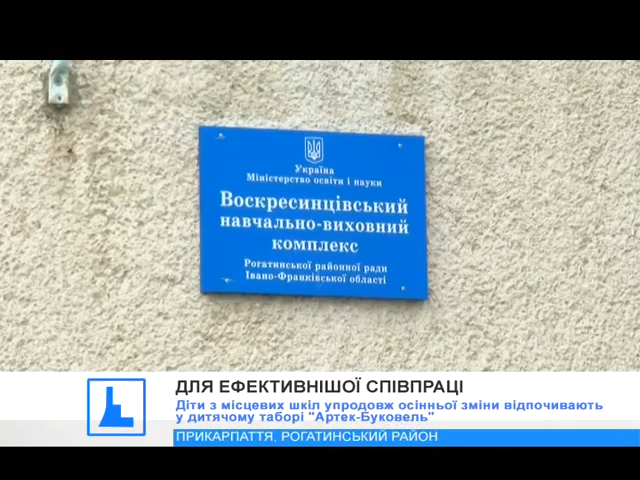 Україна
Міністерство освіти і науки
Воскресинцівський
навчально-виховний
комплекс
Рогатинської районної ради
Івано-Франківської області
ДЛЯ ЕФЕКТИВНІШОЇ СПІВПРАЦІ
Діти з місцевих шкіл упродовж осінньої зміни відпочивають
у дитячому таборі "Артек-Буковель"
ПРИКАРПАТТЯ, РОГАТИНСЬКИЙ РАЙОН